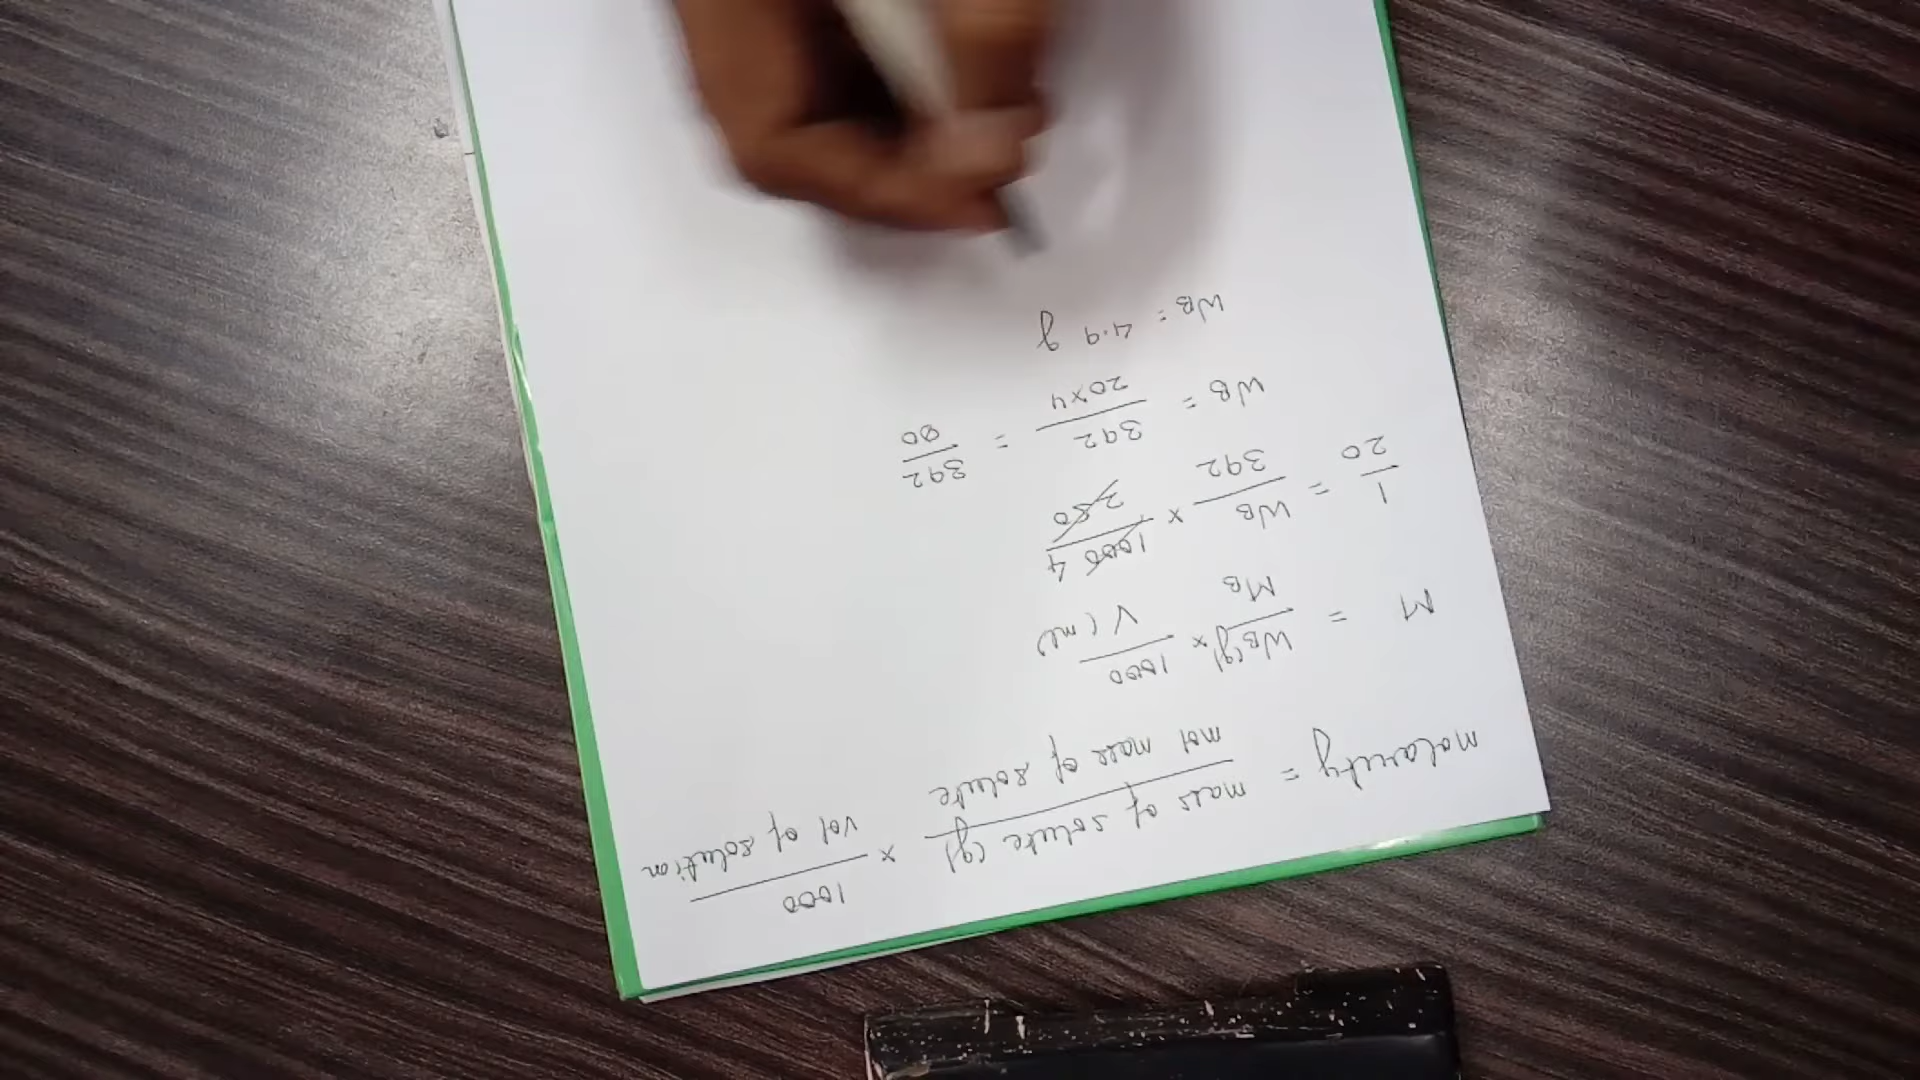 molarity = mass of solute (g) / mol mass of solute × 1000 / vol of solution
M = WB(g) / MB × 1000 / V (ml)
1 / 20 = WB / 392 × 1000 4 / 250
WB = 392 / 20×4 = 392 / 80
WB = 4.9 g